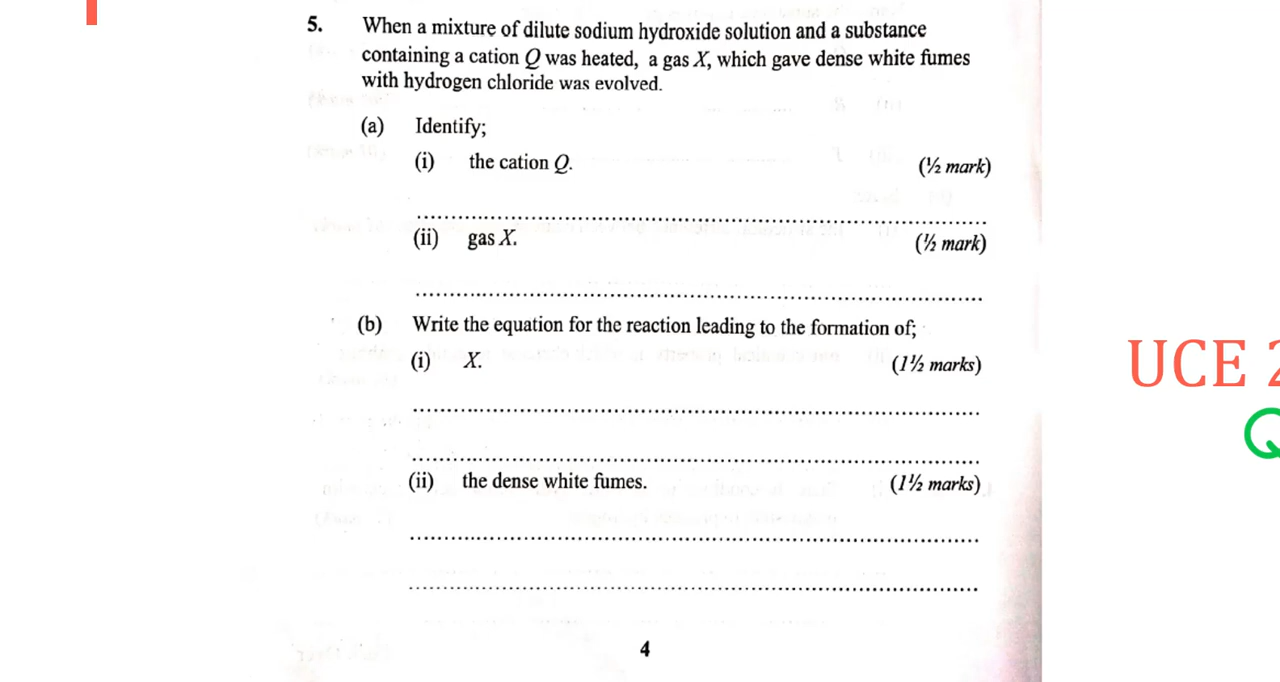 5. When a mixture of dilute sodium hydroxide solution and a substance
containing a cation Q was heated, a gas X, which gave dense white fumes
with hydrogen chloride was evolved.
(a) Identify;
(i) the cation Q. (½ mark)
(ii) gas X. (½ mark)
(b) Write the equation for the reaction leading to the formation of;
(i) X. (1½ marks)
(ii) the dense white fumes. (1½ marks)
4
UCE